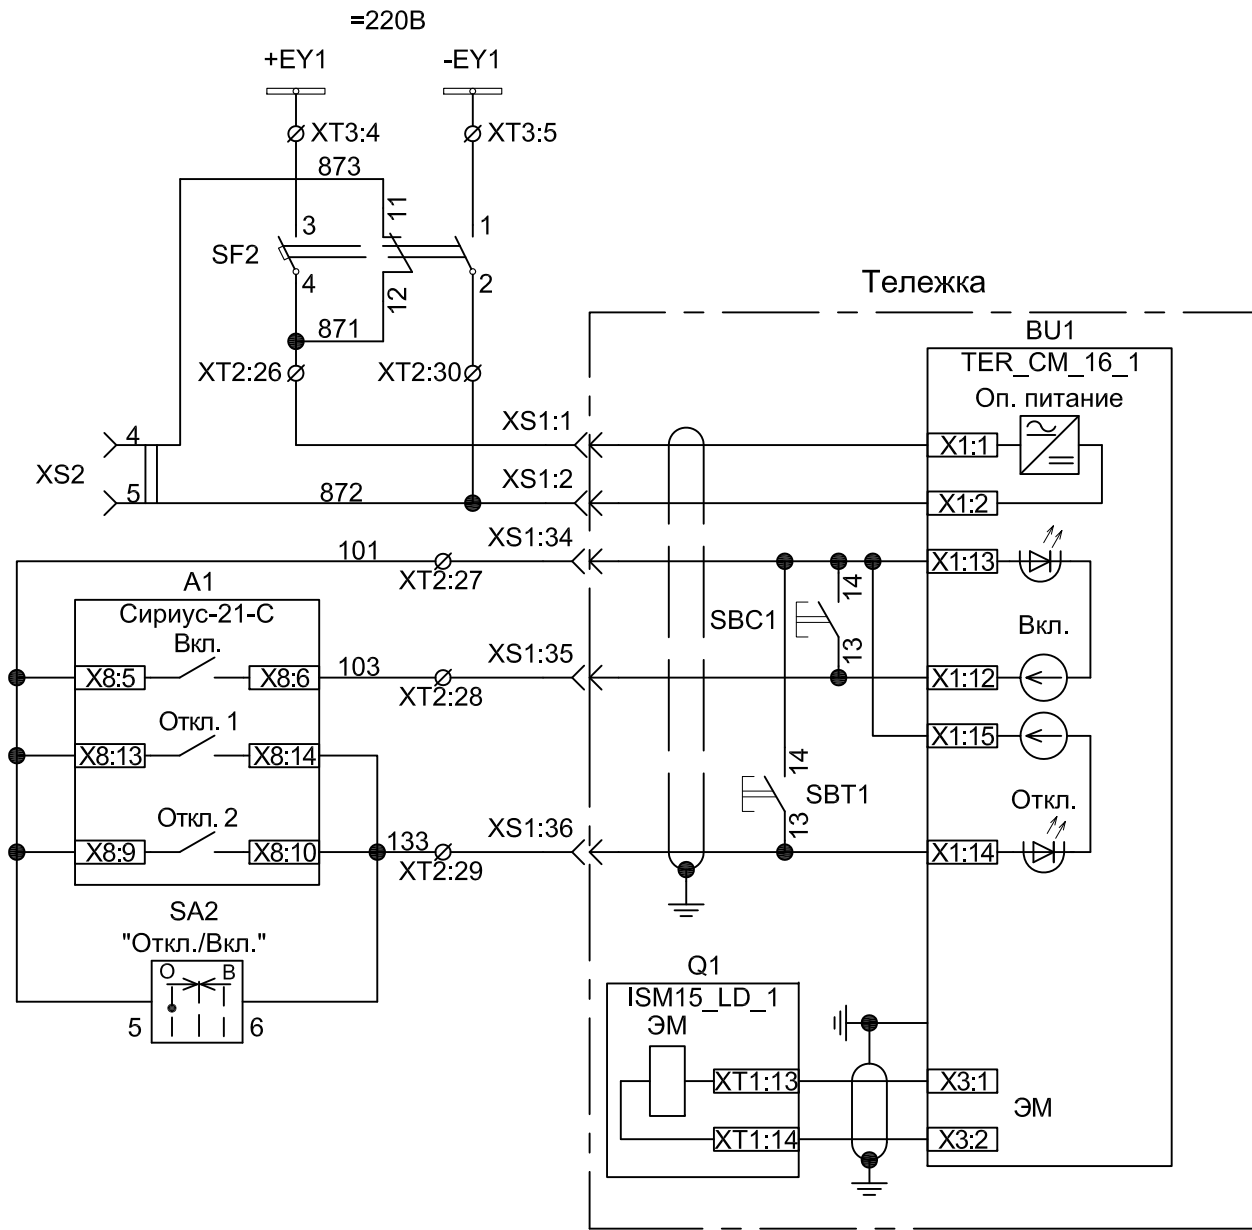 =220В
+EY1
-EY1
XT3:4
XT3:5
873
11
3
1
SF2
4
12
2
871
XT2:26
XT2:30
Тележка
BU1
TER_CM_16_1
Оп. питание
XS1:1
X1:1
4
XS2
5
872
XS1:2
X1:2
101
XT2:27
XS1:34
X1:13
A1
Сириус-21-С
Вкл.
X8:5
X8:6
103
XT2:28
XS1:35
SBC1
14
13
Вкл.
X1:12
Откл. 1
X8:13
X8:14
X1:15
14
SBT1
13
Откл.
Откл. 2
X8:9
X8:10
133
XT2:29
XS1:36
X1:14
SA2
"Откл./Вкл."
О
В
5
6
Q1
ISM15_LD_1
ЭМ
XT1:13
X3:1
ЭМ
XT1:14
X3:2